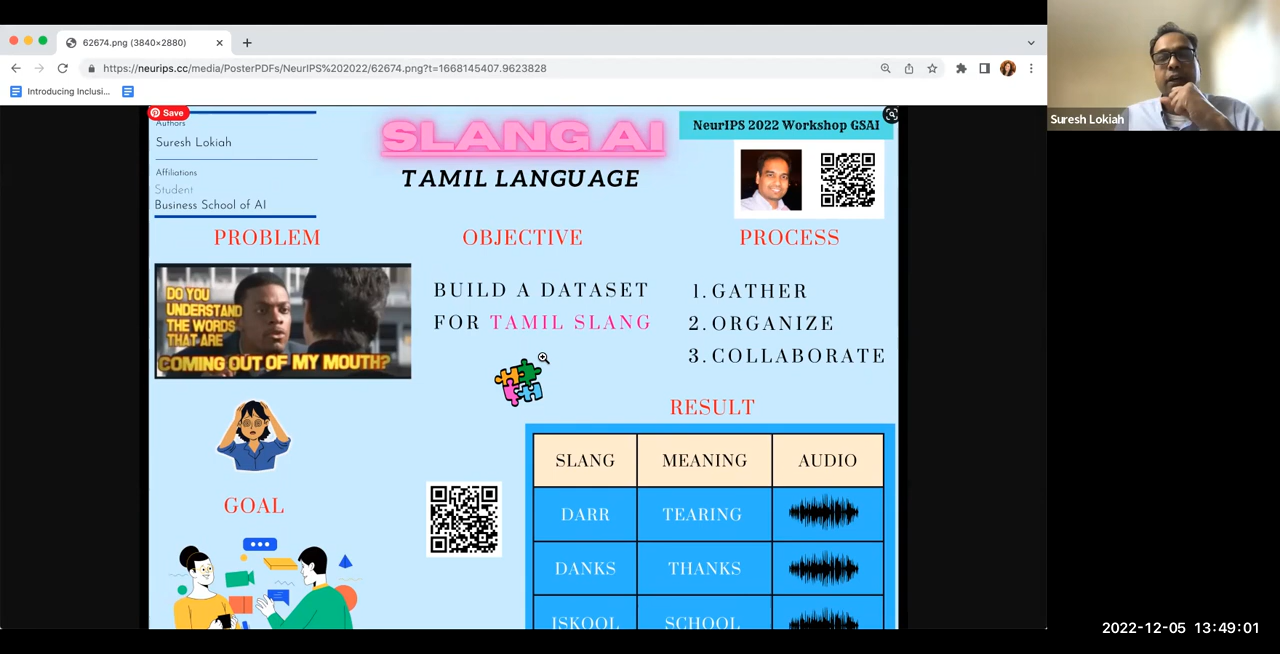 62674.png (3840×2880)
https://neurips.cc/media/PosterPDFs/NeurIPS%202022/62674.png?t=1668145407.9623828
Introducing Inclusi...
Save
Authors
Suresh Lokiah
Affiliations
Student
Business School of AI
SLANG AI
TAMIL LANGUAGE
NeurIPS 2022 Workshop GSAI
PROBLEM
DO YOU
UNDERSTAND
THE WORDS
THAT ARE
COMING OUT OF MY MOUTH?
GOAL
OBJECTIVE
BUILD A DATASET
FOR TAMIL SLANG
PROCESS
1. GATHER
2. ORGANIZE
3. COLLABORATE
RESULT
SLANG MEANING AUDIO
DARR TEARING
DANKS THANKS
ISKOOL SCHOOL
Suresh Lokiah
2022-12-05 13:49:01